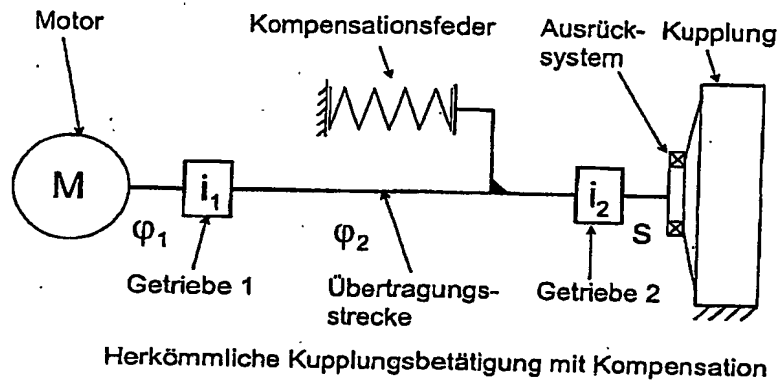 Motor
Kompensationsfeder
Ausrück-
system
Kupplung
M
i1
i2
φ1
φ2
S
Getriebe 1
Übertragungs-
strecke
Getriebe 2
Herkömmliche Kupplungsbetätigung mit Kompensation